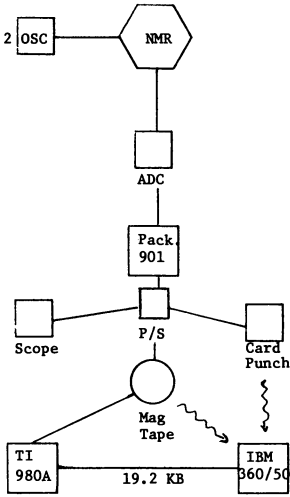 2 OSC
NMR
ADC
Pack.
901
P/S
Scope
Card
Punch
Mag
Tape
TI
980A
19.2 KB
IBM
360/50